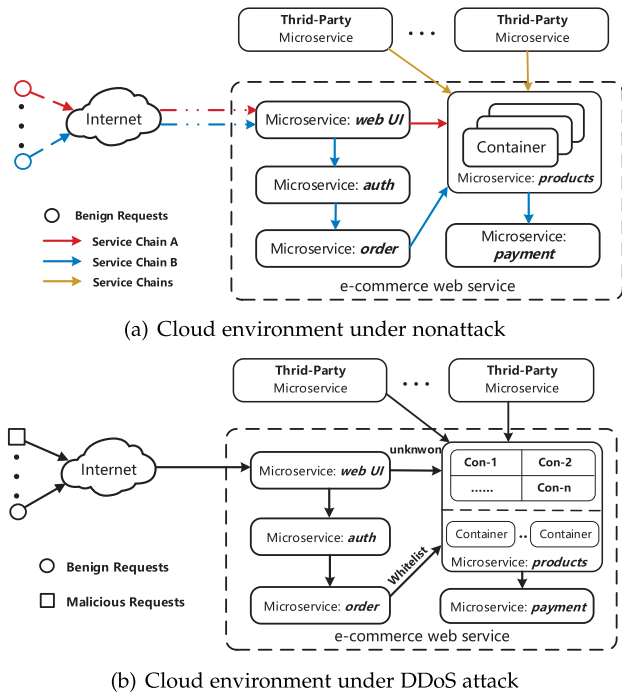 Thrid-Party
Microservice
Thrid-Party
Microservice
Internet
Microservice: web UI
Container
Microservice: products
Microservice: auth
Benign Requests
Service Chain A
Service Chain B
Service Chains
Microservice: order
Microservice:
payment
e-commerce web service
(a) Cloud environment under nonattack
Thrid-Party
Microservice
Thrid-Party
Microservice
Internet
Microservice: web UI
unknwon
Con-1
Con-2
......
Con-n
Microservice: auth
Container
..
Container
Microservice: products
Whitelist
Benign Requests
Malicious Requests
Microservice: order
Microservice: payment
e-commerce web service
(b) Cloud environment under DDoS attack